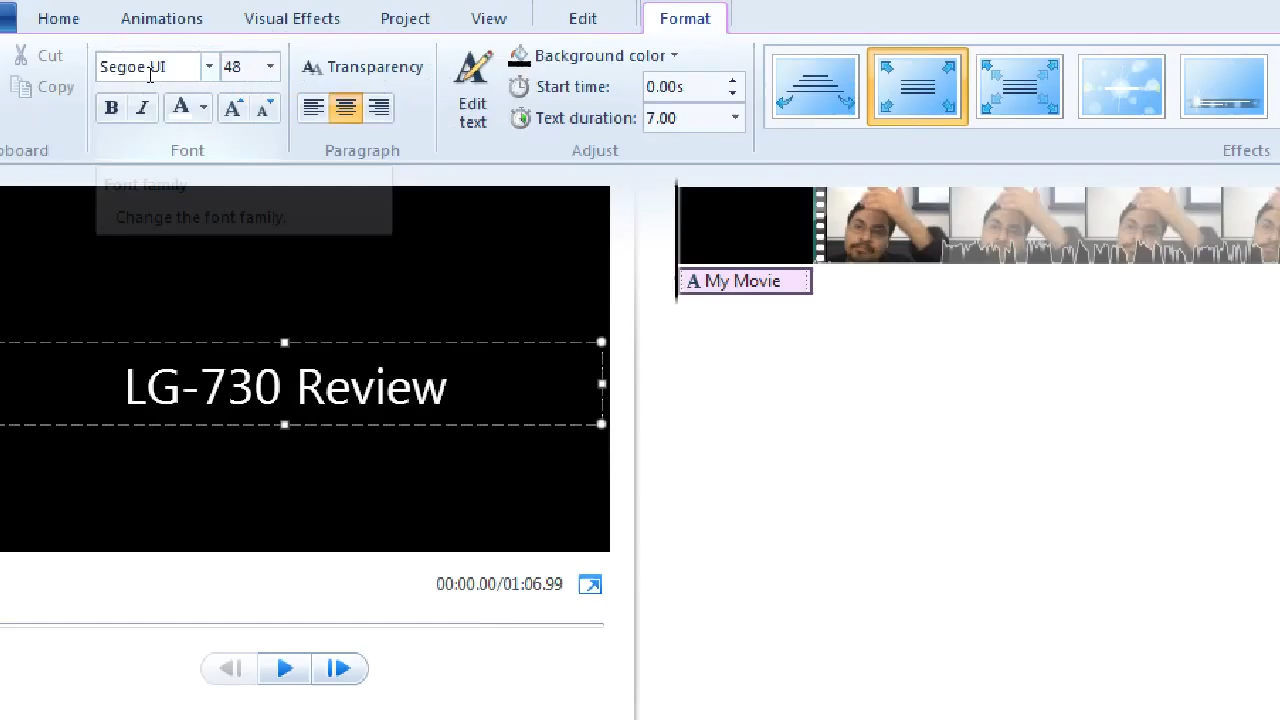 Home Animations Visual Effects Project View Edit Format
Cut Segoe UI 48 Transparency Background color
Copy Start time: 0.00s
B I A A A Edit text Text duration: 7.00
board Font Paragraph Adjust Effects
Font family
Change the font family.
A My Movie
LG-730 Review
00:00.00/01:06.99